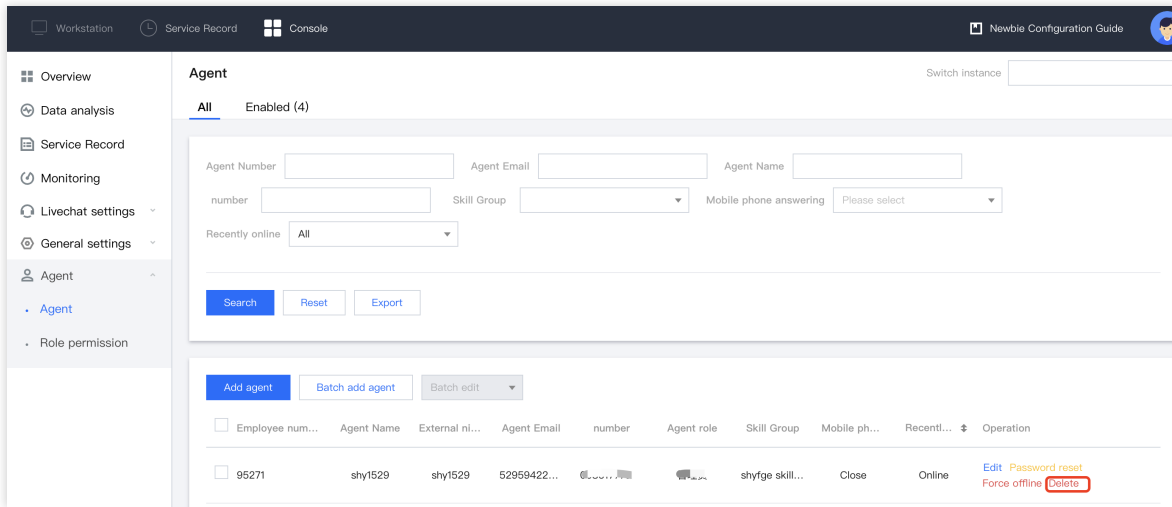 Workstation Service Record Console Newbie Configuration Guide
Overview
Data analysis
Service Record
Monitoring
Livechat settings
General settings
Agent
Agent
Role permission
Agent Switch instance
All Enabled (4)
Agent Number Agent Email Agent Name
number Skill Group Mobile phone answering Please select
Recently online All
Search Reset Export
Add agent Batch add agent Batch edit
Employee num... Agent Name External ni... Agent Email number Agent role Skill Group Mobile ph... Recentl... Operation
95271 shy1529 shy1529 52959422... shyfge skill... Close Online Edit Password reset
Force offline Delete